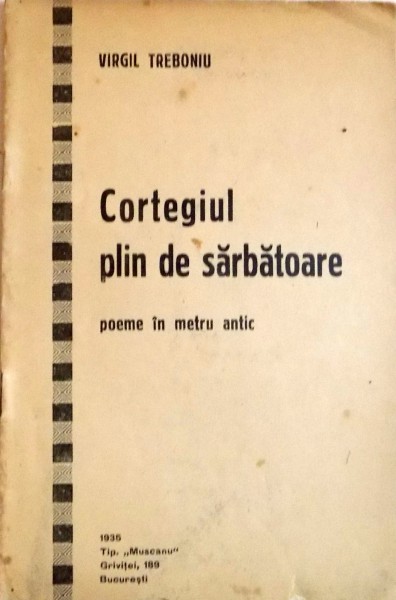 VIRGIL TREBONIU
Cortegiul
plin de sărbătoare
poeme în metru antic
1935
Tip. „Muscanu“
Griviței, 189
București